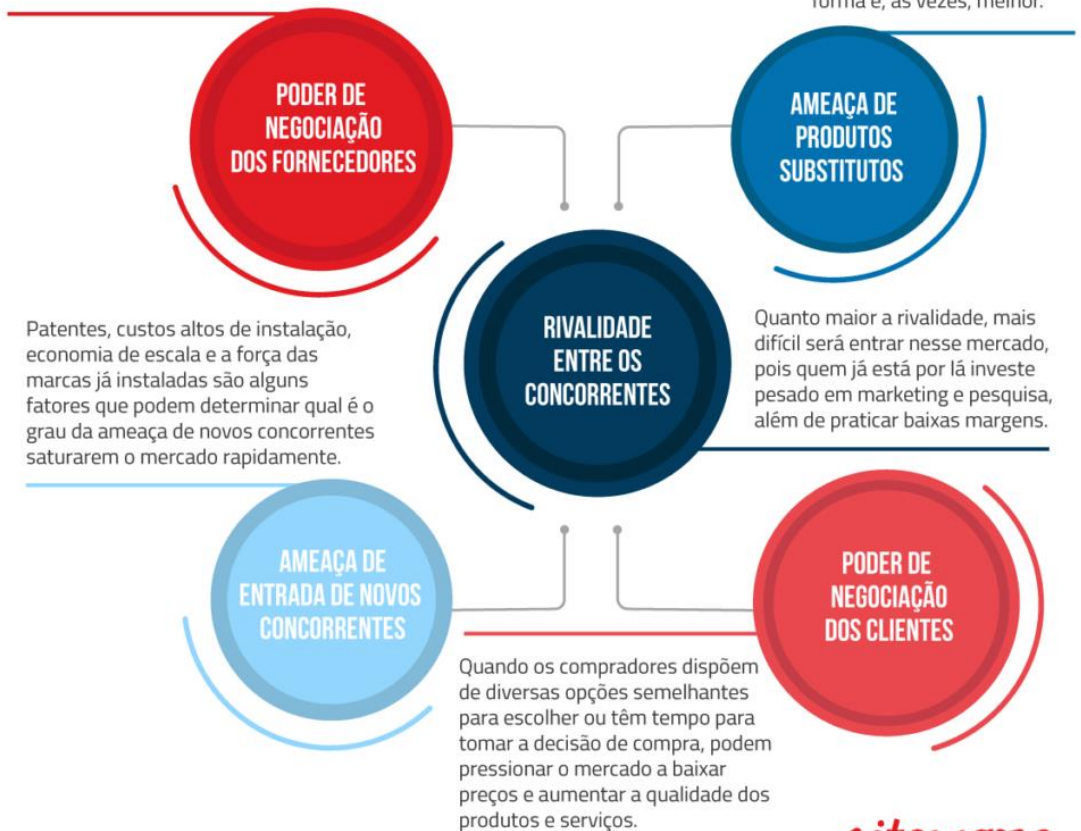 forma e, às vezes, melhor.
PODER DE
NEGOCIAÇÃO
DOS FORNECEDORES
AMEAÇA DE
PRODUTOS
SUBSTITUTOS
RIVALIDADE
ENTRE OS
CONCORRENTES
Patentes, custos altos de instalação,
economia de escala e a força das
marcas já instaladas são alguns
fatores que podem determinar qual é o
grau da ameaça de novos concorrentes
saturarem o mercado rapidamente.
Quanto maior a rivalidade, mais
difícil será entrar nesse mercado,
pois quem já está por lá investe
pesado em marketing e pesquisa,
além de praticar baixas margens.
AMEAÇA DE
ENTRADA DE NOVOS
CONCORRENTES
PODER DE
NEGOCIAÇÃO
DOS CLIENTES
Quando os compradores dispõem
de diversas opções semelhantes
para escolher ou têm tempo para
tomar a decisão de compra, podem
pressionar o mercado a baixar
preços e aumentar a qualidade dos
produtos e serviços.